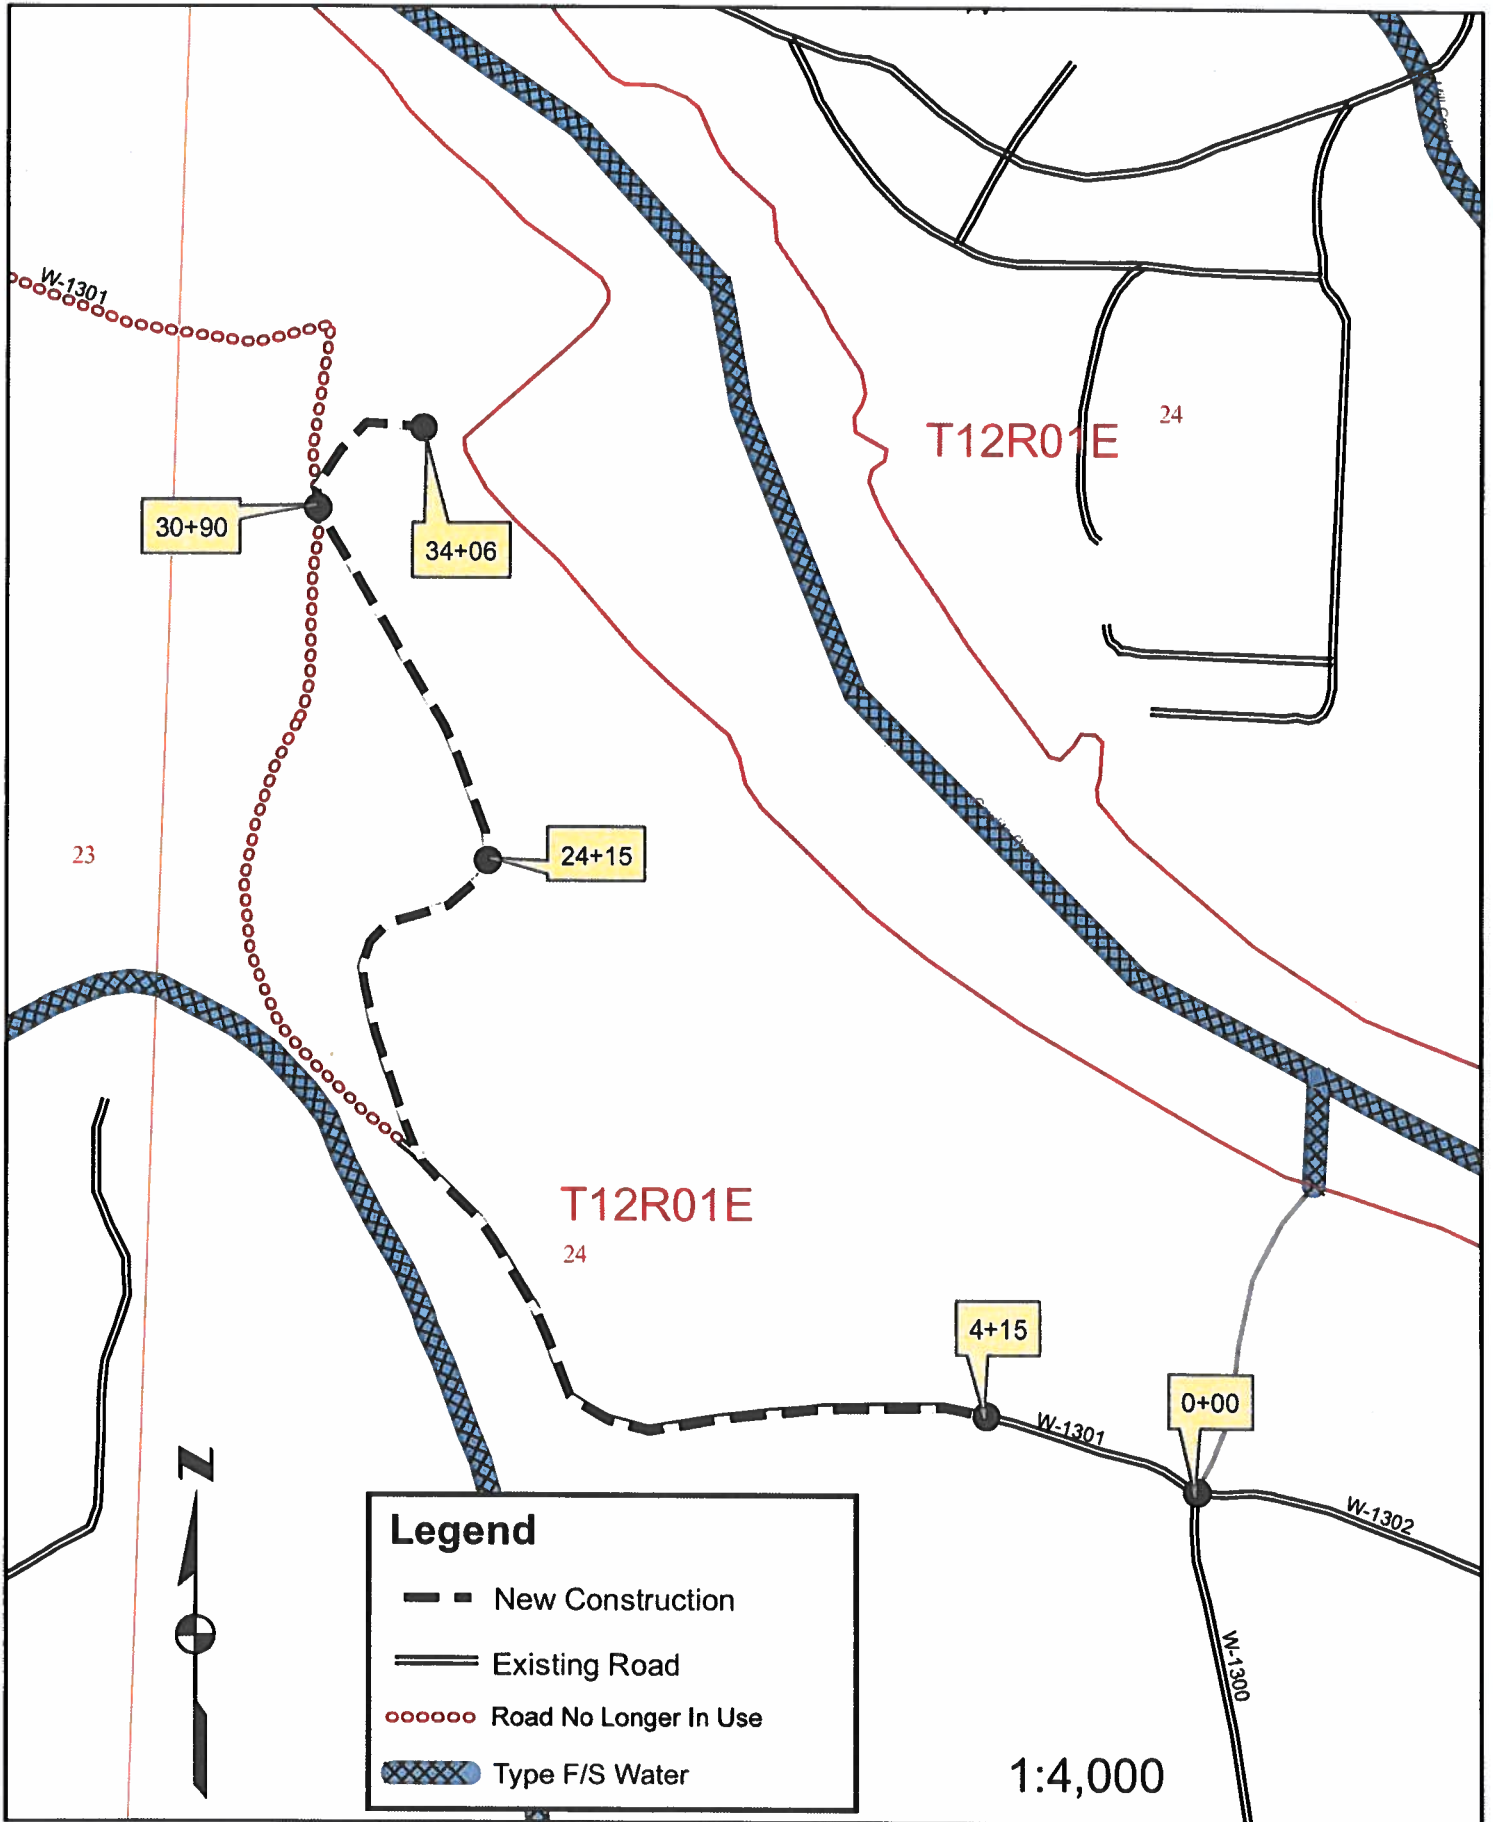 W-1301
T12R01E
24
30+90
34+06
23
24+15
T12R01E
24
4+15
0+00
W-1301
W-1302
W-1300
N
Legend
New Construction
Existing Road
Road No Longer In Use
Type F/S Water
1:4,000